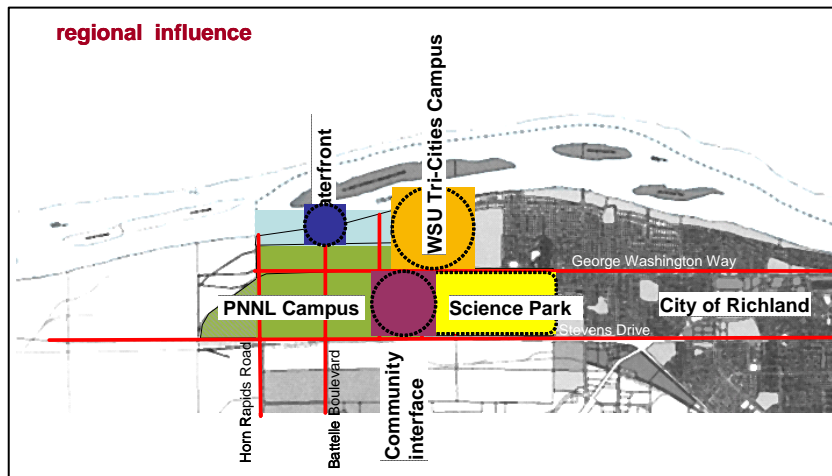 regional influence
aterfront
WSU Tri-Cities Campus
George Washington Way
PNNL Campus
Science Park
City of Richland
Stevens Drive
Horn Rapids Road
Battelle Boulevard
Community
interface